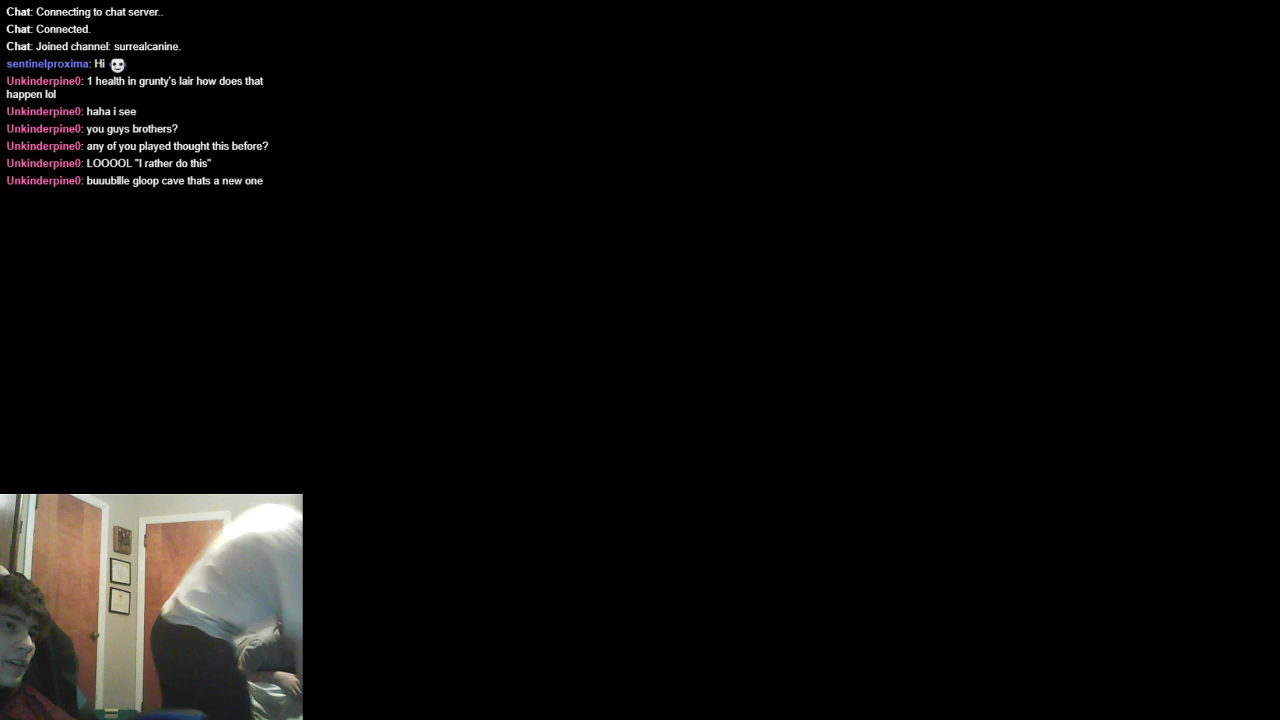 Chat: Connecting to chat server..
Chat: Connected.
Chat: Joined channel: surrealcanine.
sentinelproxima: Hi
Unkinderpine0: 1 health in grunty's lair how does that
happen lol
Unkinderpine0: haha i see
Unkinderpine0: you guys brothers?
Unkinderpine0: any of you played thought this before?
Unkinderpine0: LOOOOL "I rather do this"
Unkinderpine0: buuubllle gloop cave thats a new one